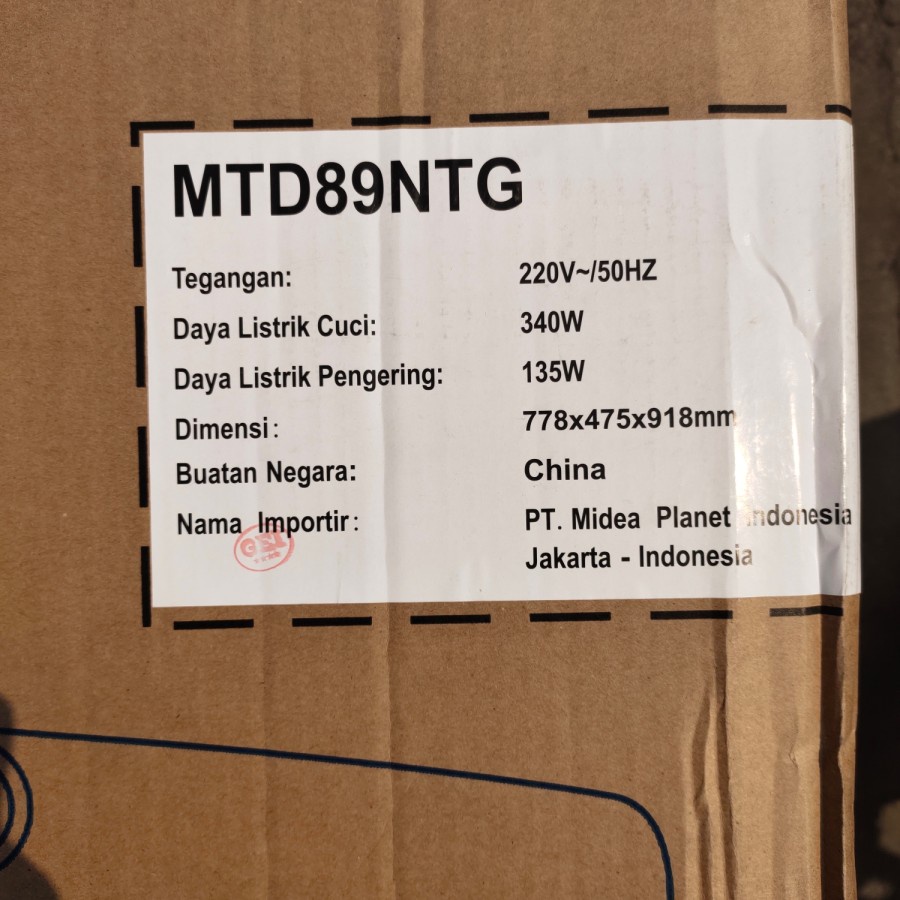 MTD89NTG
Tegangan: 220V~/50HZ
Daya Listrik Cuci: 340W
Daya Listrik Pengering: 135W
Dimensi: 778x475x918mm
Buatan Negara: China
Nama Importir: PT. Midea Planet Indonesia
Jakarta - Indonesia